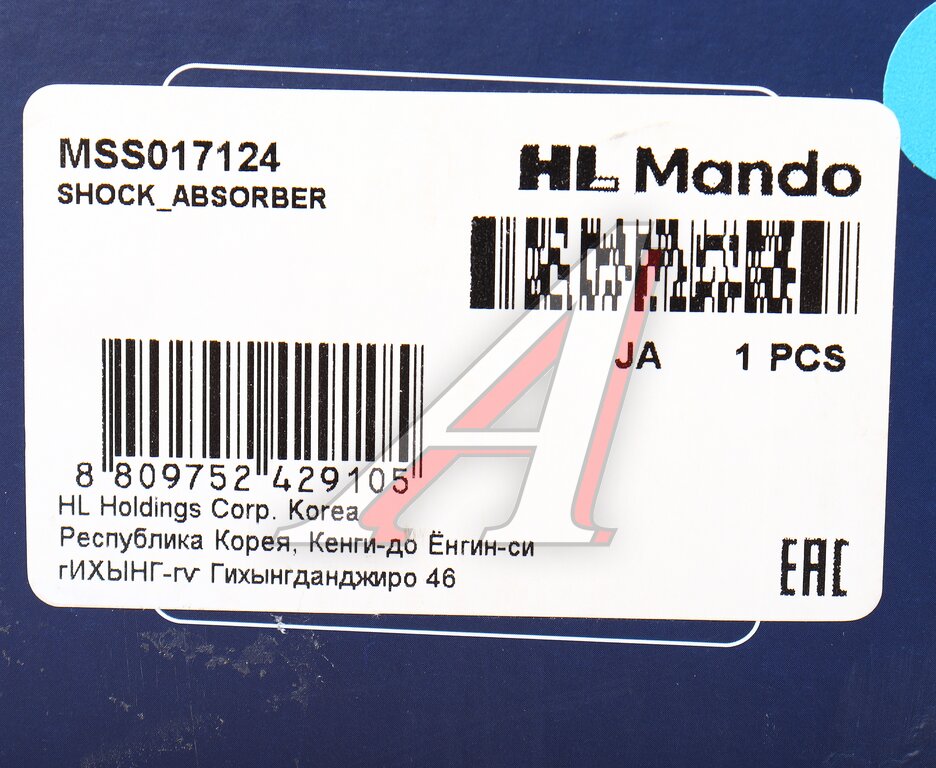 MSS017124
SHOCK_ABSORBER
HL Mando
JA 1 PCS
8 809752 429105
HL Holdings Corp. Korea
Республика Корея, Кенги-до Ёнгин-си
гИХЫНГ-гѵ Гихынгданджиро 46
EAC